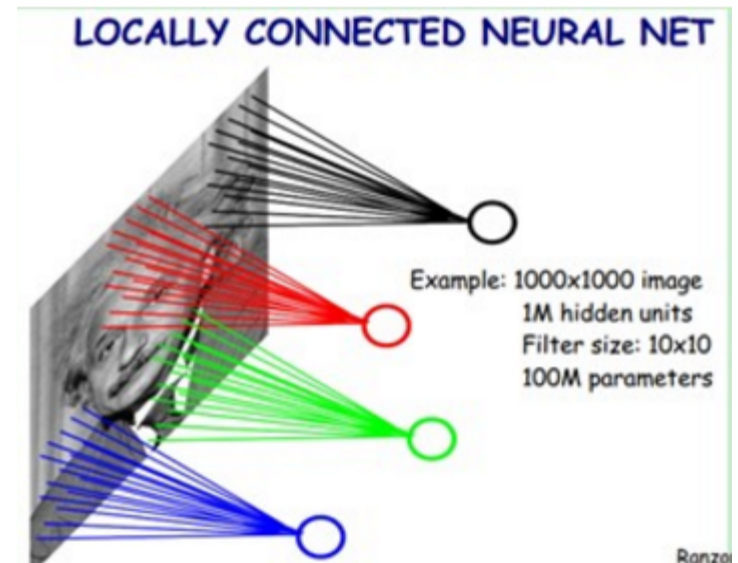 LOCALLY CONNECTED NEURAL NET
Example: 1000x1000 image
1M hidden units
Filter size: 10x10
100M parameters